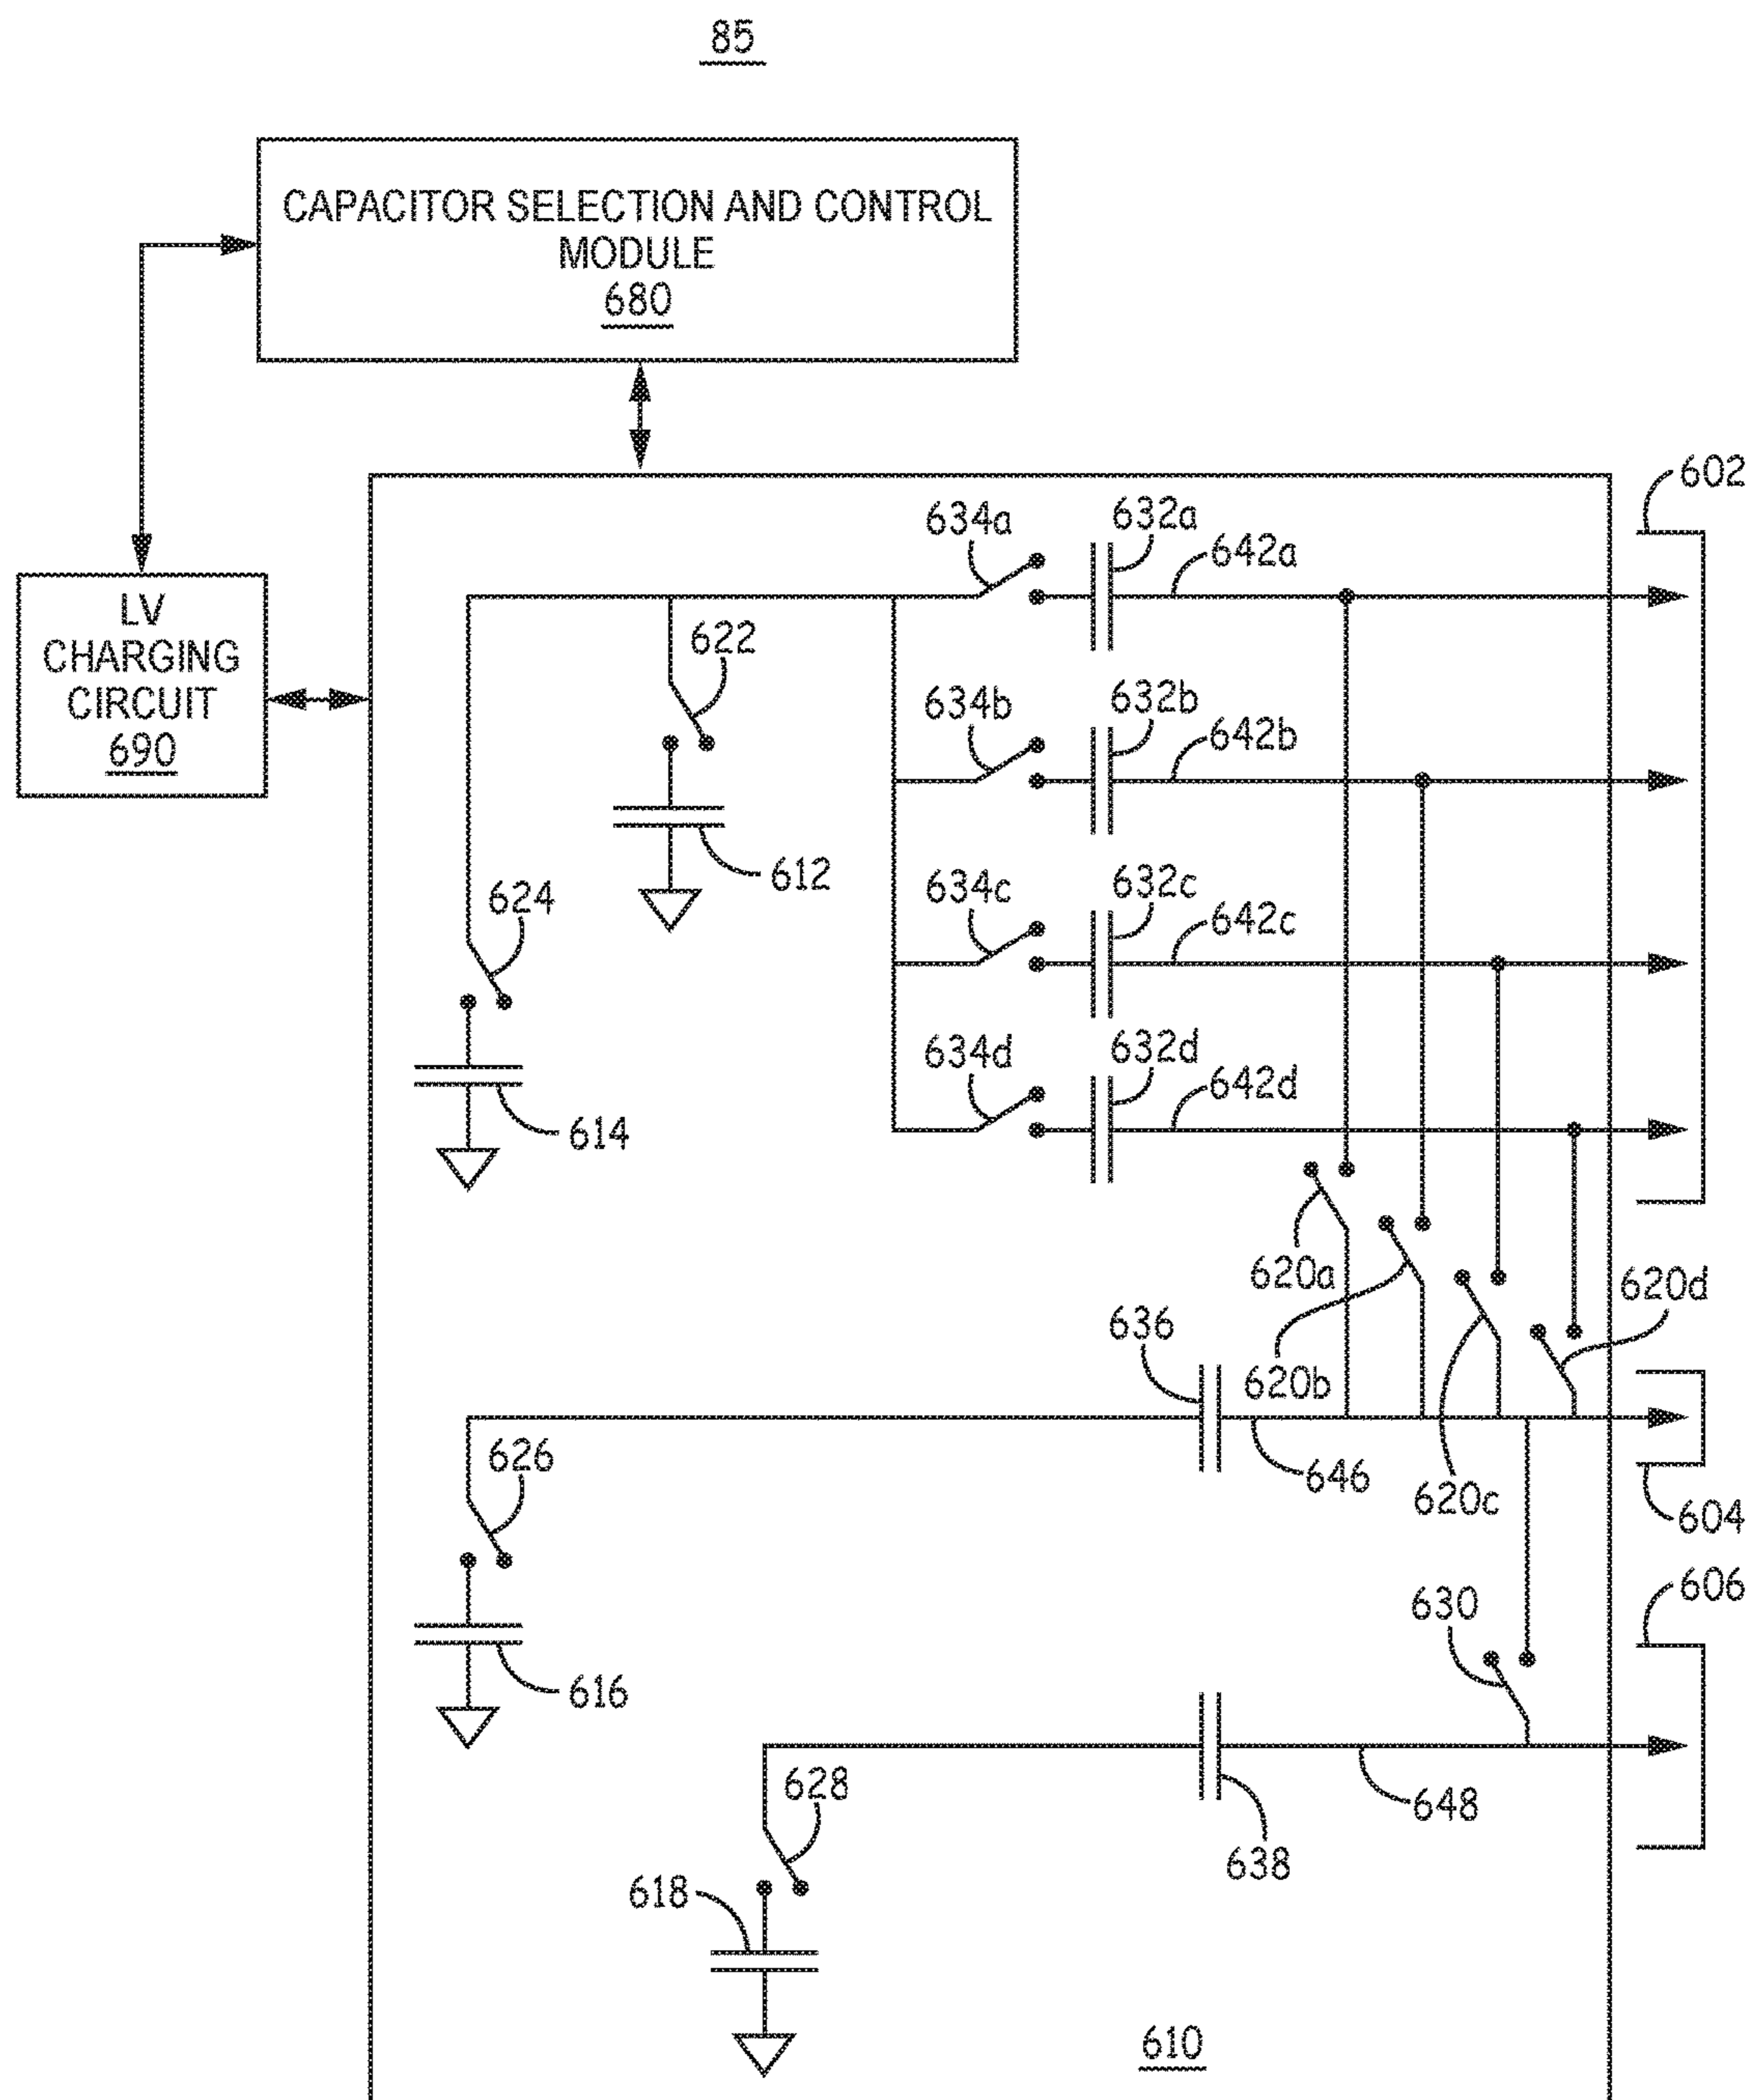 85
CAPACITOR SELECTION AND CONTROL
MODULE
680
602
634a
632a
642a
LV
CHARGING
CIRCUIT
690
622
634b
632b
642b
612
624
634c
632c
642c
614
634d
632d
642d
620a
620d
636
620b
626
646
620c
604
606
630
616
628
648
638
618
610